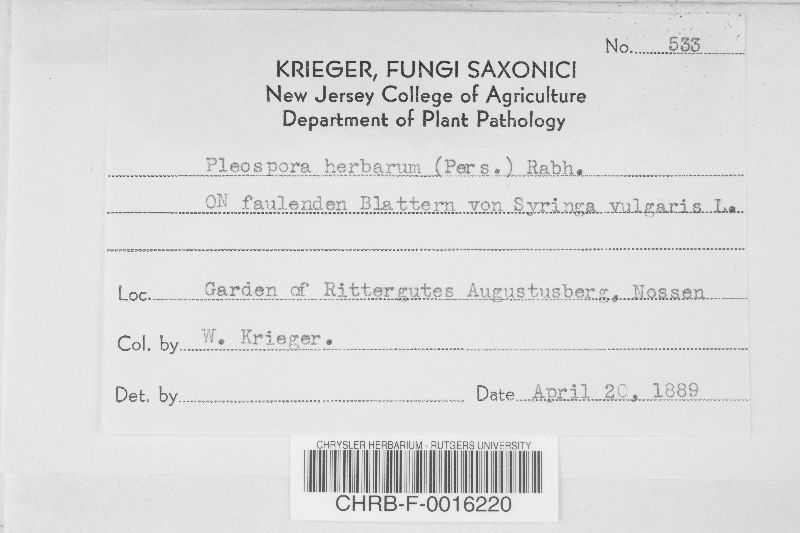 No. 533
KRIEGER, FUNGI SAXONICI
New Jersey College of Agriculture
Department of Plant Pathology
Pleospora herbarum (Pers.) Rabh.
ON faulenden Blattern von Syringa vulgaris L.
Loc. Garden of Rittergutes Augustusberg, Nossen
Col. by W. Krieger.
Det. by Date April 20, 1889
CHRYSLER HERBARIUM - RUTGERS UNIVERSITY
CHRB-F-0016220